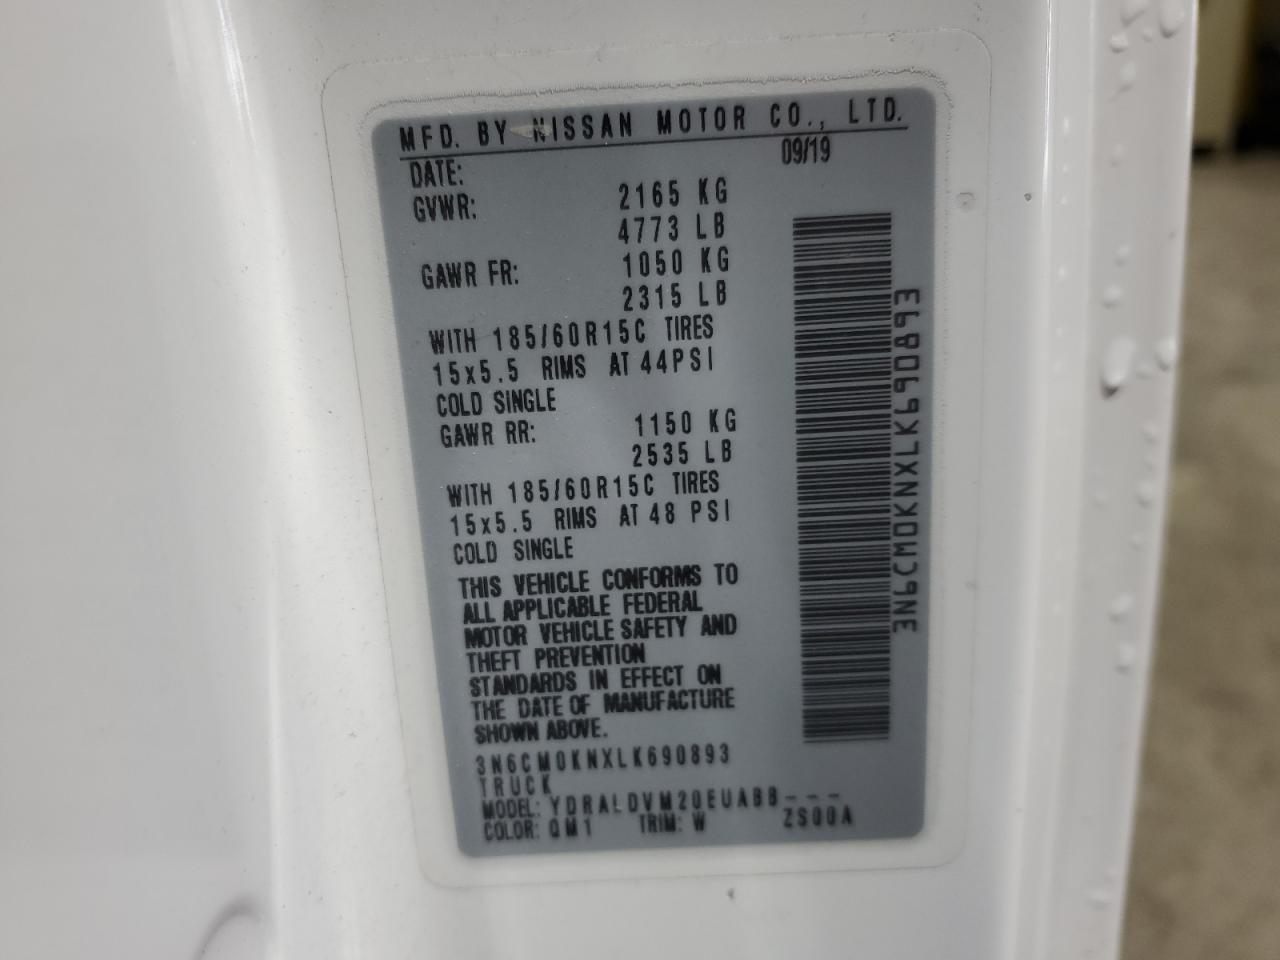 MFD. BY NISSAN MOTOR CO., LTD.
DATE: 09/19
GVWR: 2165 KG
4773 LB
GAWR FR: 1050 KG
2315 LB
WITH 185/60R15C TIRES
15x5.5 RIMS AT 44PSI
COLD SINGLE
GAWR RR: 1150 KG
2535 LB
WITH 185/60R15C TIRES
15x5.5 RIMS AT 48 PSI
COLD SINGLE
THIS VEHICLE CONFORMS TO
ALL APPLICABLE FEDERAL
MOTOR VEHICLE SAFETY AND
THEFT PREVENTION
STANDARDS IN EFFECT ON
THE DATE OF MANUFACTURE
SHOWN ABOVE.
3N6CM0KNXLK690893
TRUCK
MODEL: YDRALDVM20EUABB---
COLOR: QM1 TRIM: W ZS00A
3N6CM0KNXLK690893